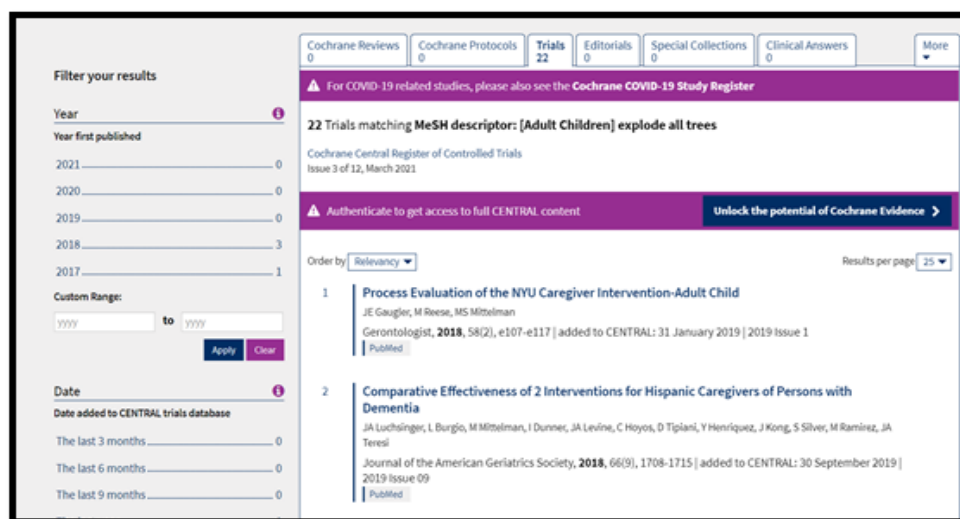 Cochrane Reviews
0
Cochrane Protocols
0
Trials
22
Editorials
0
Special Collections
0
Clinical Answers
0
More
Filter your results
Year
Year first published
2021 0
2020 0
2019 0
2018 3
2017 1
Custom Range:
yyyy to yyyy
Apply Clear
Date
Date added to CENTRAL trials database
The last 3 months 0
The last 6 months 0
The last 9 months 0
For COVID-19 related studies, please also see the Cochrane COVID-19 Study Register
22 Trials matching MeSH descriptor: [Adult Children] explode all trees
Cochrane Central Register of Controlled Trials
Issue 3 of 12, March 2021
Authenticate to get access to full CENTRAL content
Unlock the potential of Cochrane Evidence
Order by Relevancy
Results per page 25
1
Process Evaluation of the NYU Caregiver Intervention-Adult Child
JE Gaugler, M Reese, MS Mittelman
Gerontologist, 2018, 58(2), e107-e117 | added to CENTRAL: 31 January 2019 | 2019 Issue 1
PubMed
2
Comparative Effectiveness of 2 Interventions for Hispanic Caregivers of Persons with
Dementia
JA Luchsinger, L Burgio, M Mittelman, I Dunner, JA Levine, C Hoyos, D Tipiani, Y Henriquez, J Kong, S Silver, M Ramirez, JA
Teresi
Journal of the American Geriatrics Society, 2018, 66(9), 1708-1715 | added to CENTRAL: 30 September 2019 |
2019 Issue 09
PubMed